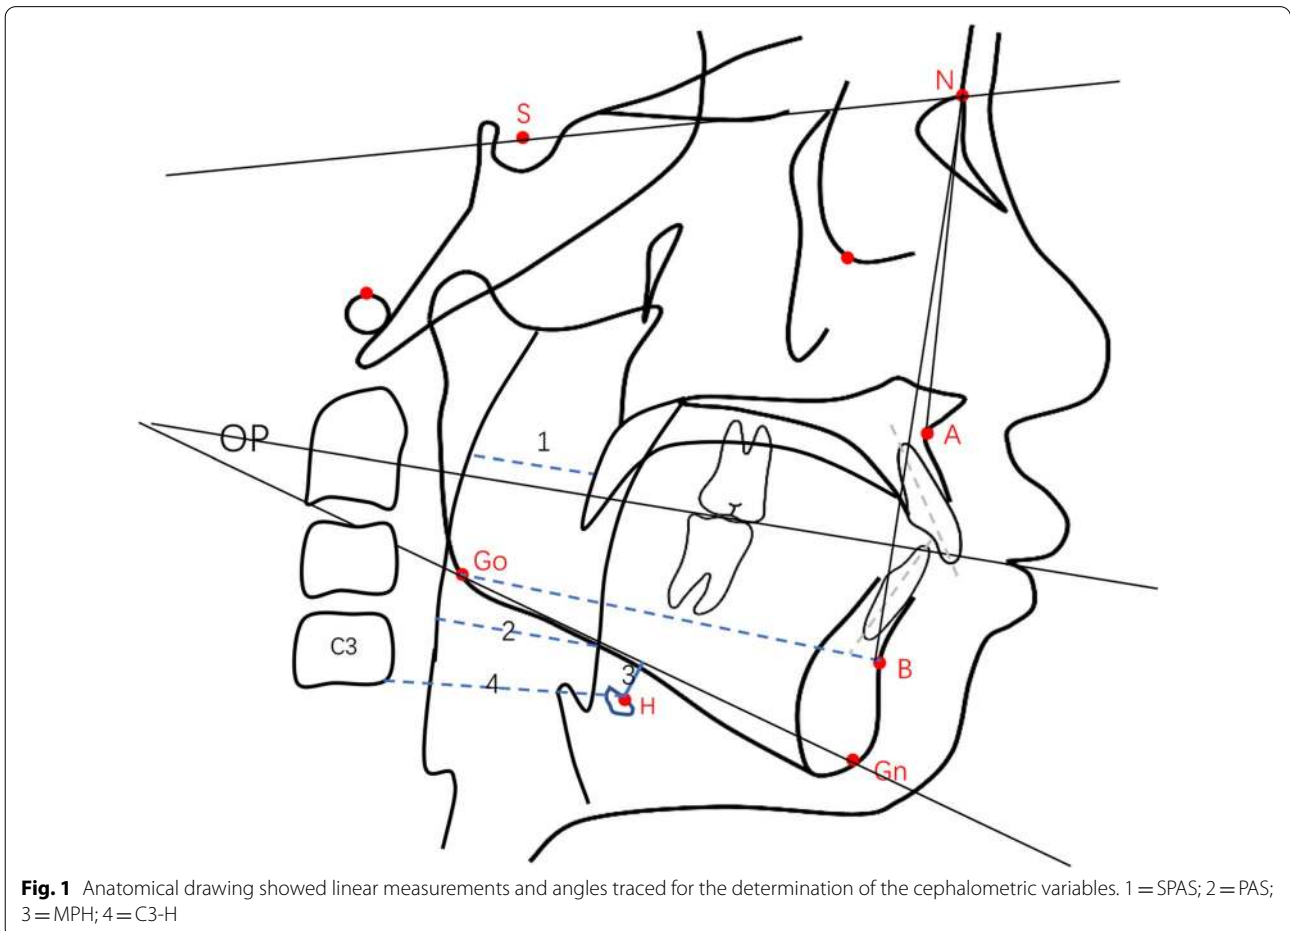 N
S
A
OP
1
Go
2
C3
B
3
4
H
Gn
Fig. 1 Anatomical drawing showed linear measurements and angles traced for the determination of the cephalometric variables. 1 = SPAS; 2 = PAS;
3 = MPH; 4 = C3-H